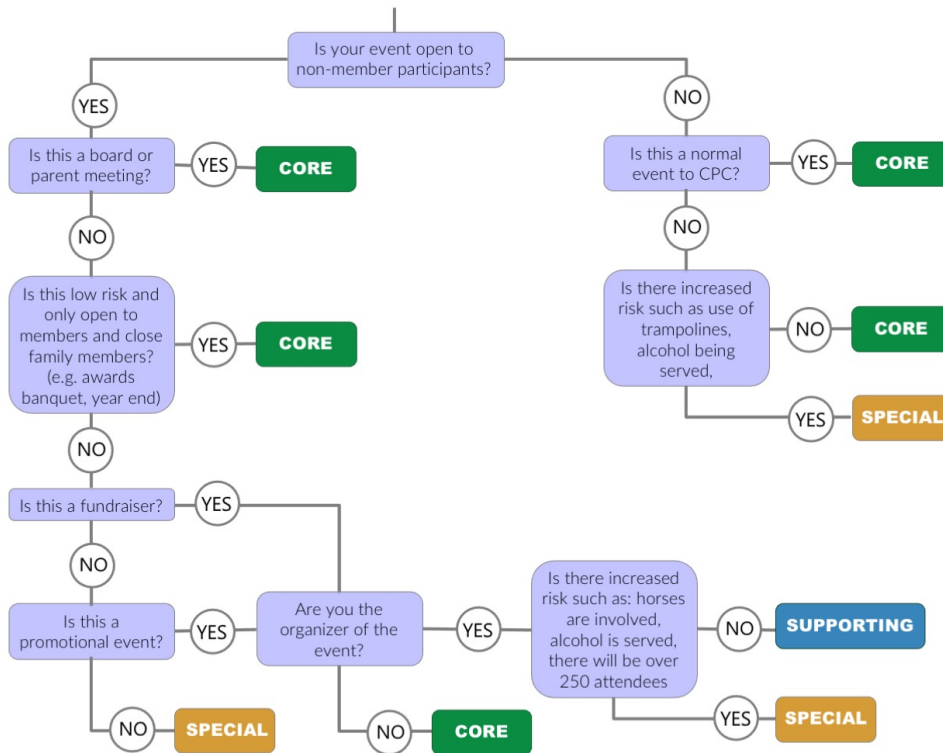 Is your event open to
non-member participants?
YES
NO
Is this a board or
parent meeting?
YES
CORE
Is this a normal
event to CPC?
YES
CORE
NO
NO
Is this low risk and
only open to
members and close
family members?
(e.g. awards
banquet, year end)
YES
CORE
Is there increased
risk such as use of
trampolines,
alcohol being
served,
NO
CORE
YES
SPECIAL
NO
Is this a fundraiser?
YES
NO
Is this a
promotional event?
YES
Are you the
organizer of the
event?
YES
Is there increased
risk such as: horses
are involved,
alcohol is served,
there will be over
250 attendees
NO
SUPPORTING
NO
SPECIAL
NO
CORE
YES
SPECIAL